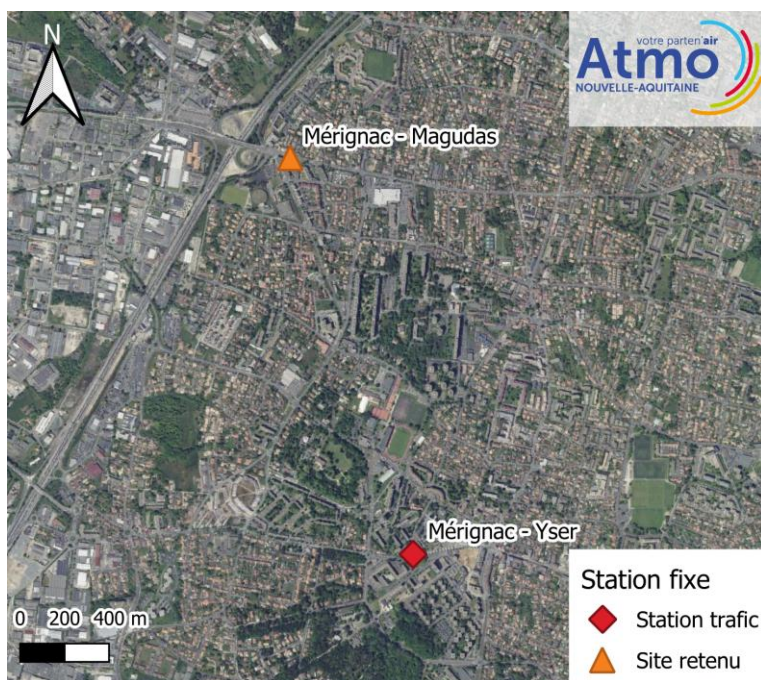 N
votre parten'air
Atmo
NOUVELLE-AQUITAINE
Mérignac - Magudas
Mérignac - Yser
0 200 400 m
Station fixe
Station trafic
Site retenu